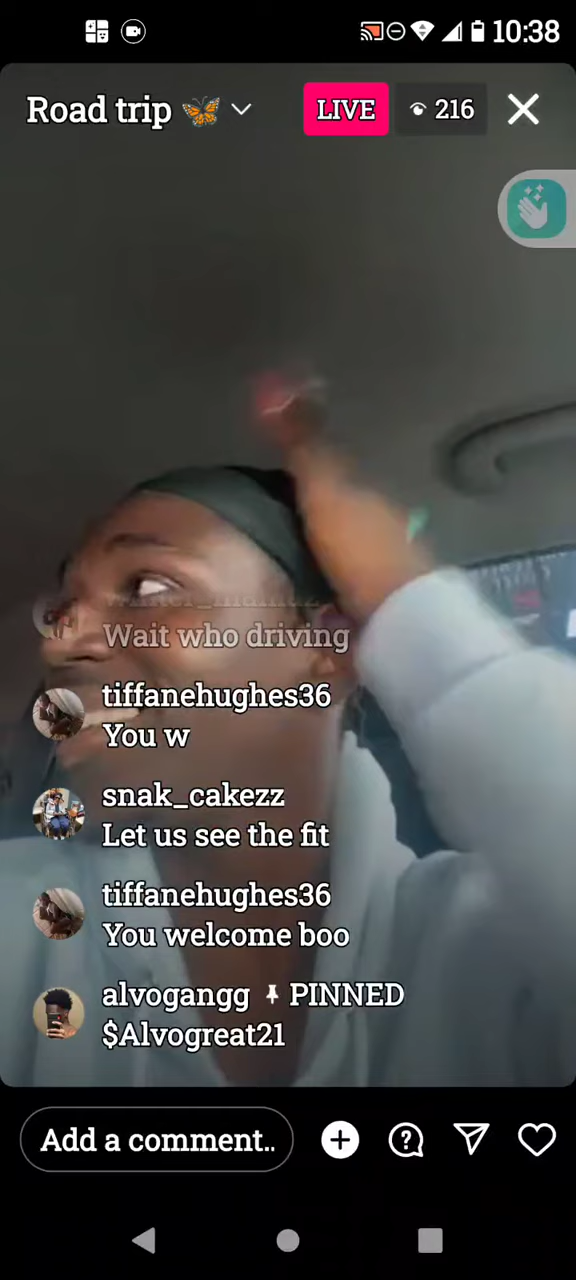 10:38
Road trip 🦋
LIVE
216
Wait who driving
tiffanehughes36
You w
snak_cakezz
Let us see the fit
tiffanehughes36
You welcome boo
alvogangg PINNED
$Alvogreat21
Add a comment..